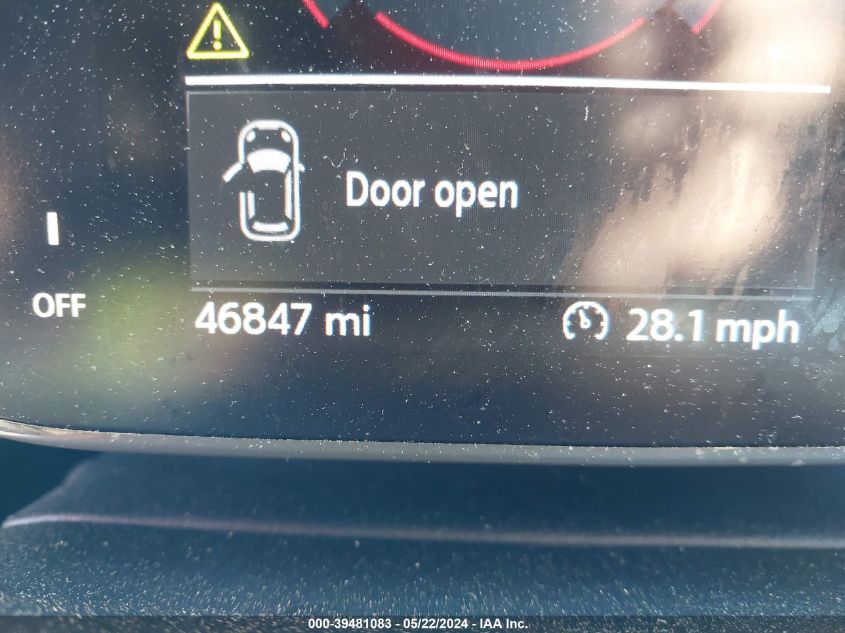 Door open
OFF
46847 mi 28.1 mph
000-39481083 - 05/22/2024 - IAA Inc.